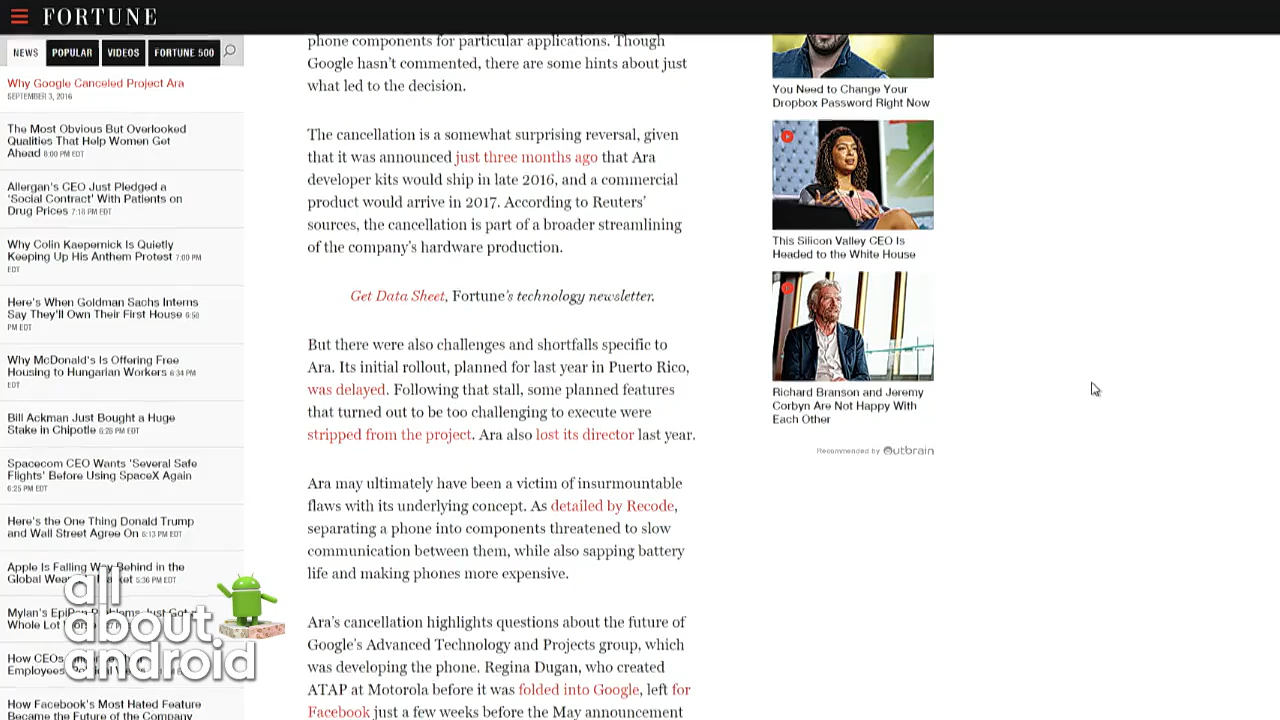 FORTUNE
NEWS
POPULAR
VIDEOS
FORTUNE 500
Why Google Canceled Project Ara
SEPTEMBER 3, 2016
The Most Obvious But Overlooked
Qualities That Help Women Get
Ahead 8:00 PM EDT
Allergan's CEO Just Pledged a
'Social Contract' With Patients on
Drug Prices 7:18 PM EDT
Why Colin Kaepernick Is Quietly
Keeping Up His Anthem Protest 7:00 PM
EDT
Here's When Goldman Sachs Interns
Say They'll Own Their First House 6:58
PM EDT
Why McDonald's Is Offering Free
Housing to Hungarian Workers 6:34 PM
EDT
Bill Ackman Just Bought a Huge
Stake in Chipotle 6:28 PM EDT
Spacecom CEO Wants 'Several Safe
Flights' Before Using SpaceX Again
6:25 PM EDT
Here's the One Thing Donald Trump
and Wall Street Agree On 6:13 PM EDT
Apple Is Falling Way Behind in the
Global 5:36 PM EDT
Mylan's EpiPen Just Got a
Whole Lot
How CEOs
Employees
How Facebook's Most Hated Feature
Became the Future of the Company
phone components for particular applications. Though
Google hasn't commented, there are some hints about just
what led to the decision.
The cancellation is a somewhat surprising reversal, given
that it was announced just three months ago that Ara
developer kits would ship in late 2016, and a commercial
product would arrive in 2017. According to Reuters'
sources, the cancellation is part of a broader streamlining
of the company's hardware production.
Get Data Sheet, Fortune's technology newsletter.
But there were also challenges and shortfalls specific to
Ara. Its initial rollout, planned for last year in Puerto Rico,
was delayed. Following that stall, some planned features
that turned out to be too challenging to execute were
stripped from the project. Ara also lost its director last year.
Ara may ultimately have been a victim of insurmountable
flaws with its underlying concept. As detailed by Recode,
separating a phone into components threatened to slow
communication between them, while also sapping battery
life and making phones more expensive.
Ara's cancellation highlights questions about the future of
Google's Advanced Technology and Projects group, which
was developing the phone. Regina Dugan, who created
ATAP at Motorola before it was folded into Google, left for
Facebook just a few weeks before the May announcement
You Need to Change Your
Dropbox Password Right Now
This Silicon Valley CEO Is
Headed to the White House
Richard Branson and Jeremy
Corbyn Are Not Happy With
Each Other
Recommended by Outbrain
all
about
android